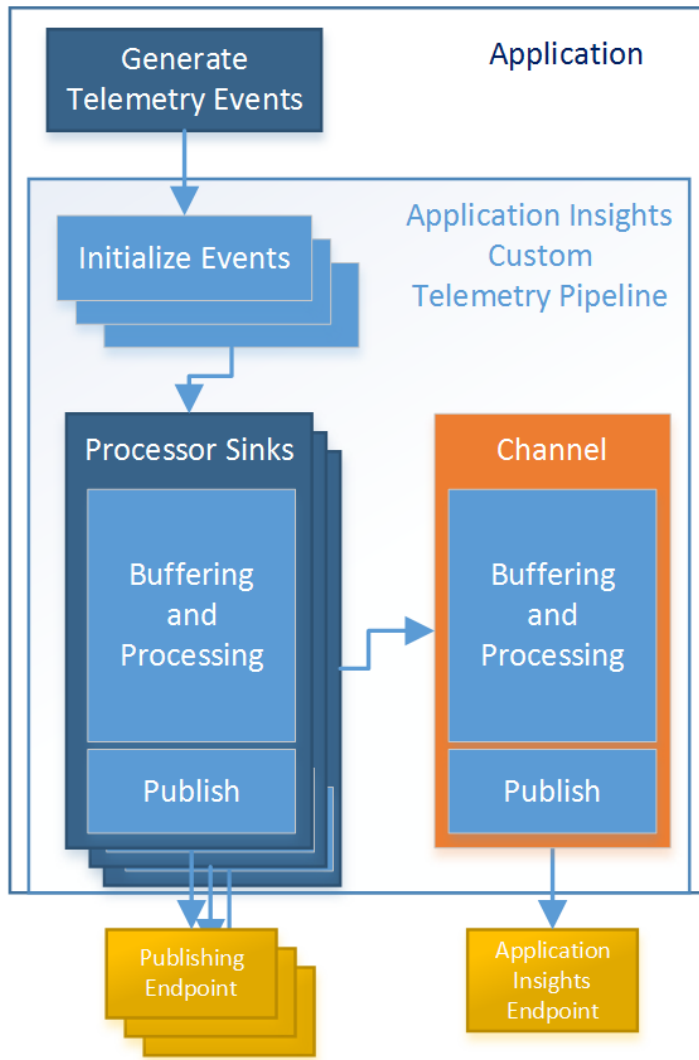 Generate
Telemetry Events
Application
Application Insights
Custom
Telemetry Pipeline
Initialize Events
Processor Sinks
Buffering
and
Processing
Publish
Channel
Buffering
and
Processing
Publish
Publishing
Endpoint
Application
Insights
Endpoint